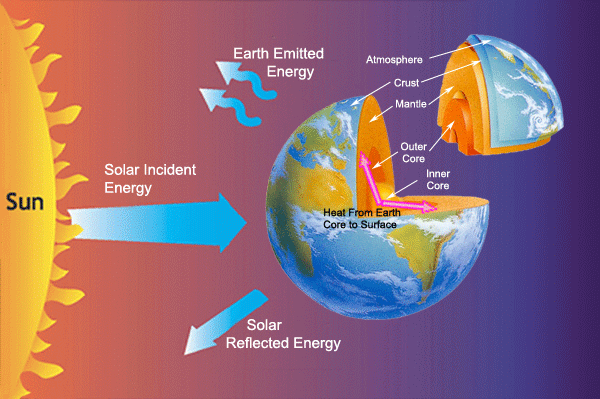 Earth Emitted
Energy
Atmosphere
Crust
Mantle
Outer
Core
Inner
Core
Solar Incident
Energy
Sun
Heat From Earth
Core to Surface
Solar
Reflected Energy